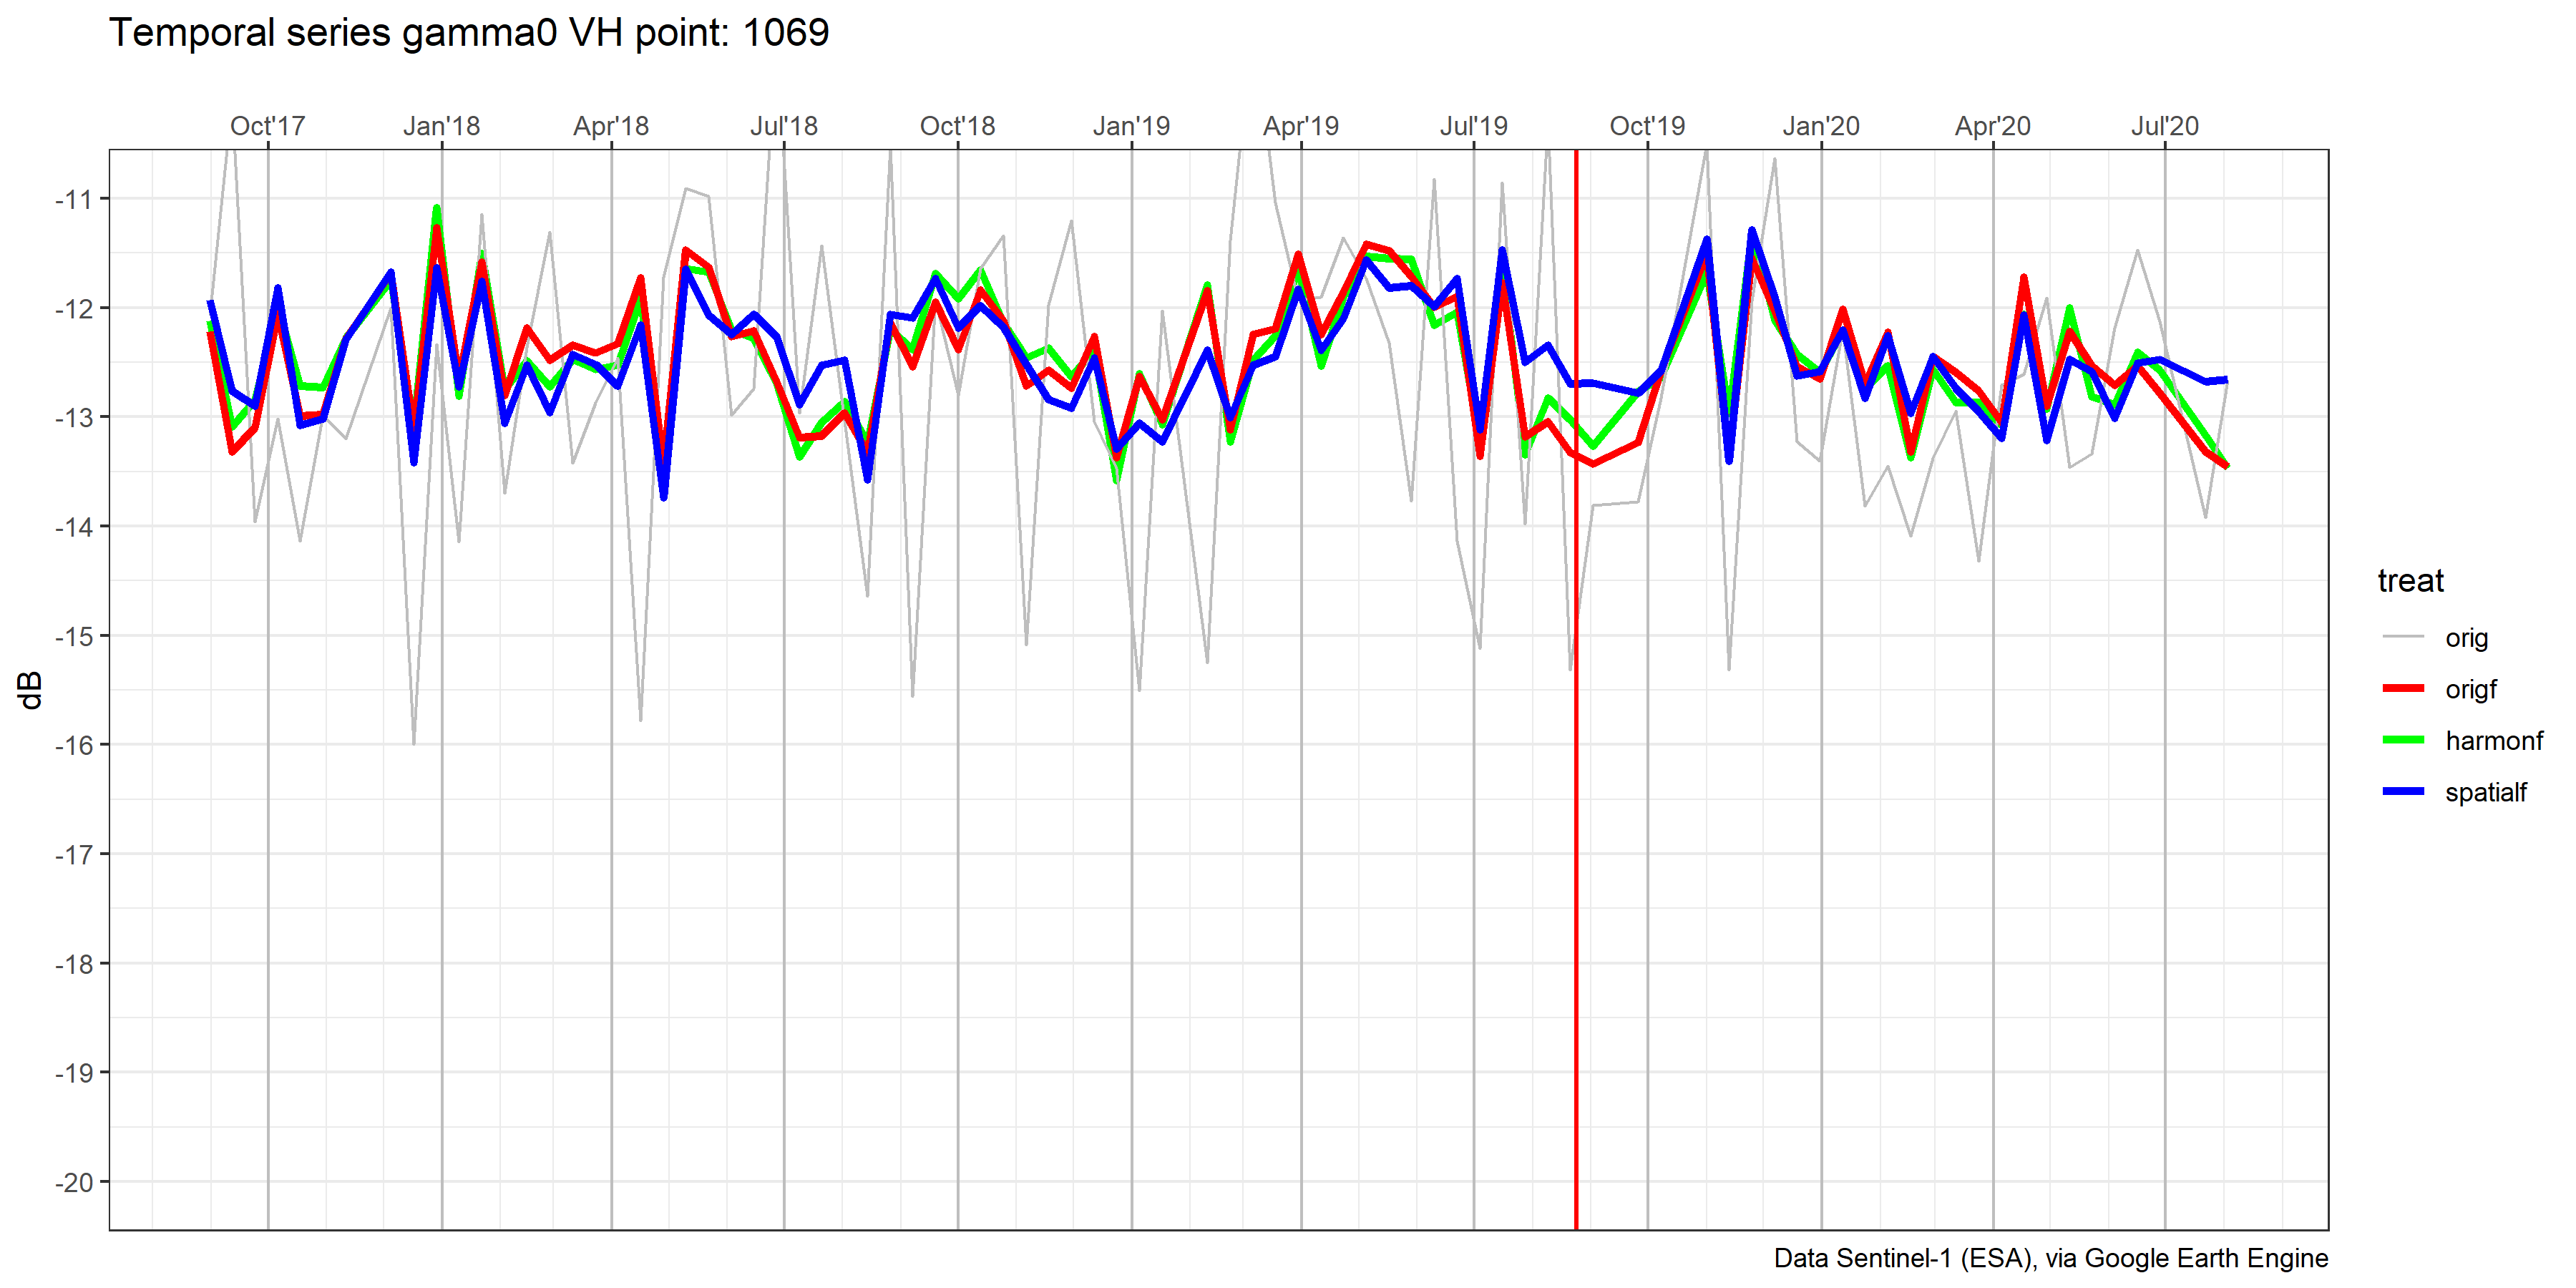 Temporal series gamma0 VH point: 1069
Oct'17 Jan'18 Apr'18 Jul'18 Oct'18 Jan'19 Apr'19 Jul'19 Oct'19 Jan'20 Apr'20 Jul'20
-11
-12
-13
-14
-15
-16
-17
-18
-19
-20
dB
treat
orig
origf
harmonf
spatialf
Data Sentinel-1 (ESA), via Google Earth Engine